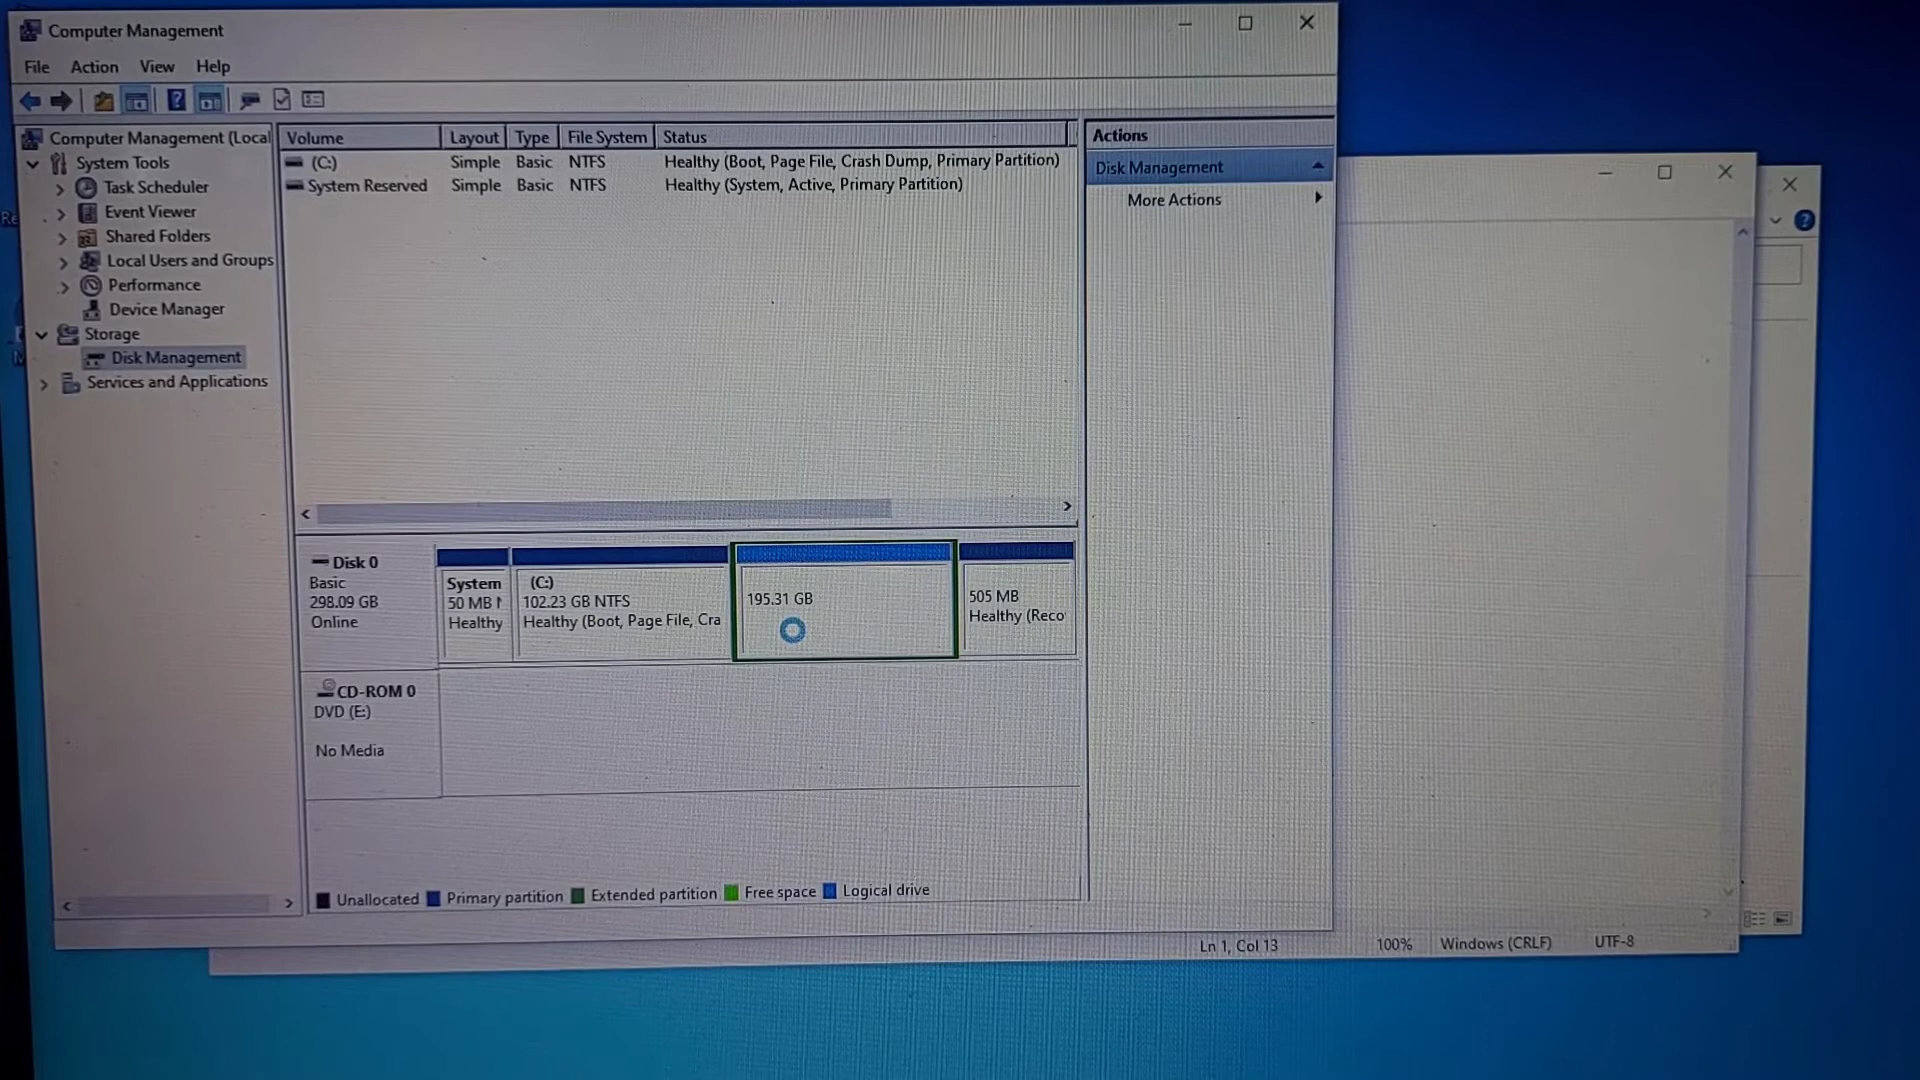 Computer Management
File Action View Help
Computer Management (Local
System Tools
Task Scheduler
Event Viewer
Shared Folders
Local Users and Groups
Performance
Device Manager
Storage
Disk Management
Services and Applications
Volume Layout Type File System Status
(C:) Simple Basic NTFS Healthy (Boot, Page File, Crash Dump, Primary Partition)
System Reserved Simple Basic NTFS Healthy (System, Active, Primary Partition)
Actions
Disk Management
More Actions
Disk 0
Basic
298.09 GB
Online
System
50 MB
Healthy
(C:)
102.23 GB NTFS
Healthy (Boot, Page File, Cra
195.31 GB
505 MB
Healthy (Reco
CD-ROM 0
DVD (E:)
No Media
Unallocated Primary partition Extended partition Free space Logical drive
Ln 1, Col 13 100% Windows (CRLF) UTF-8